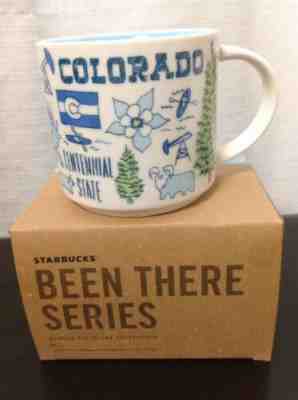 COLORADO
CENTENNIAL
STATE
STARBUCKS
BEEN THERE
SERIES